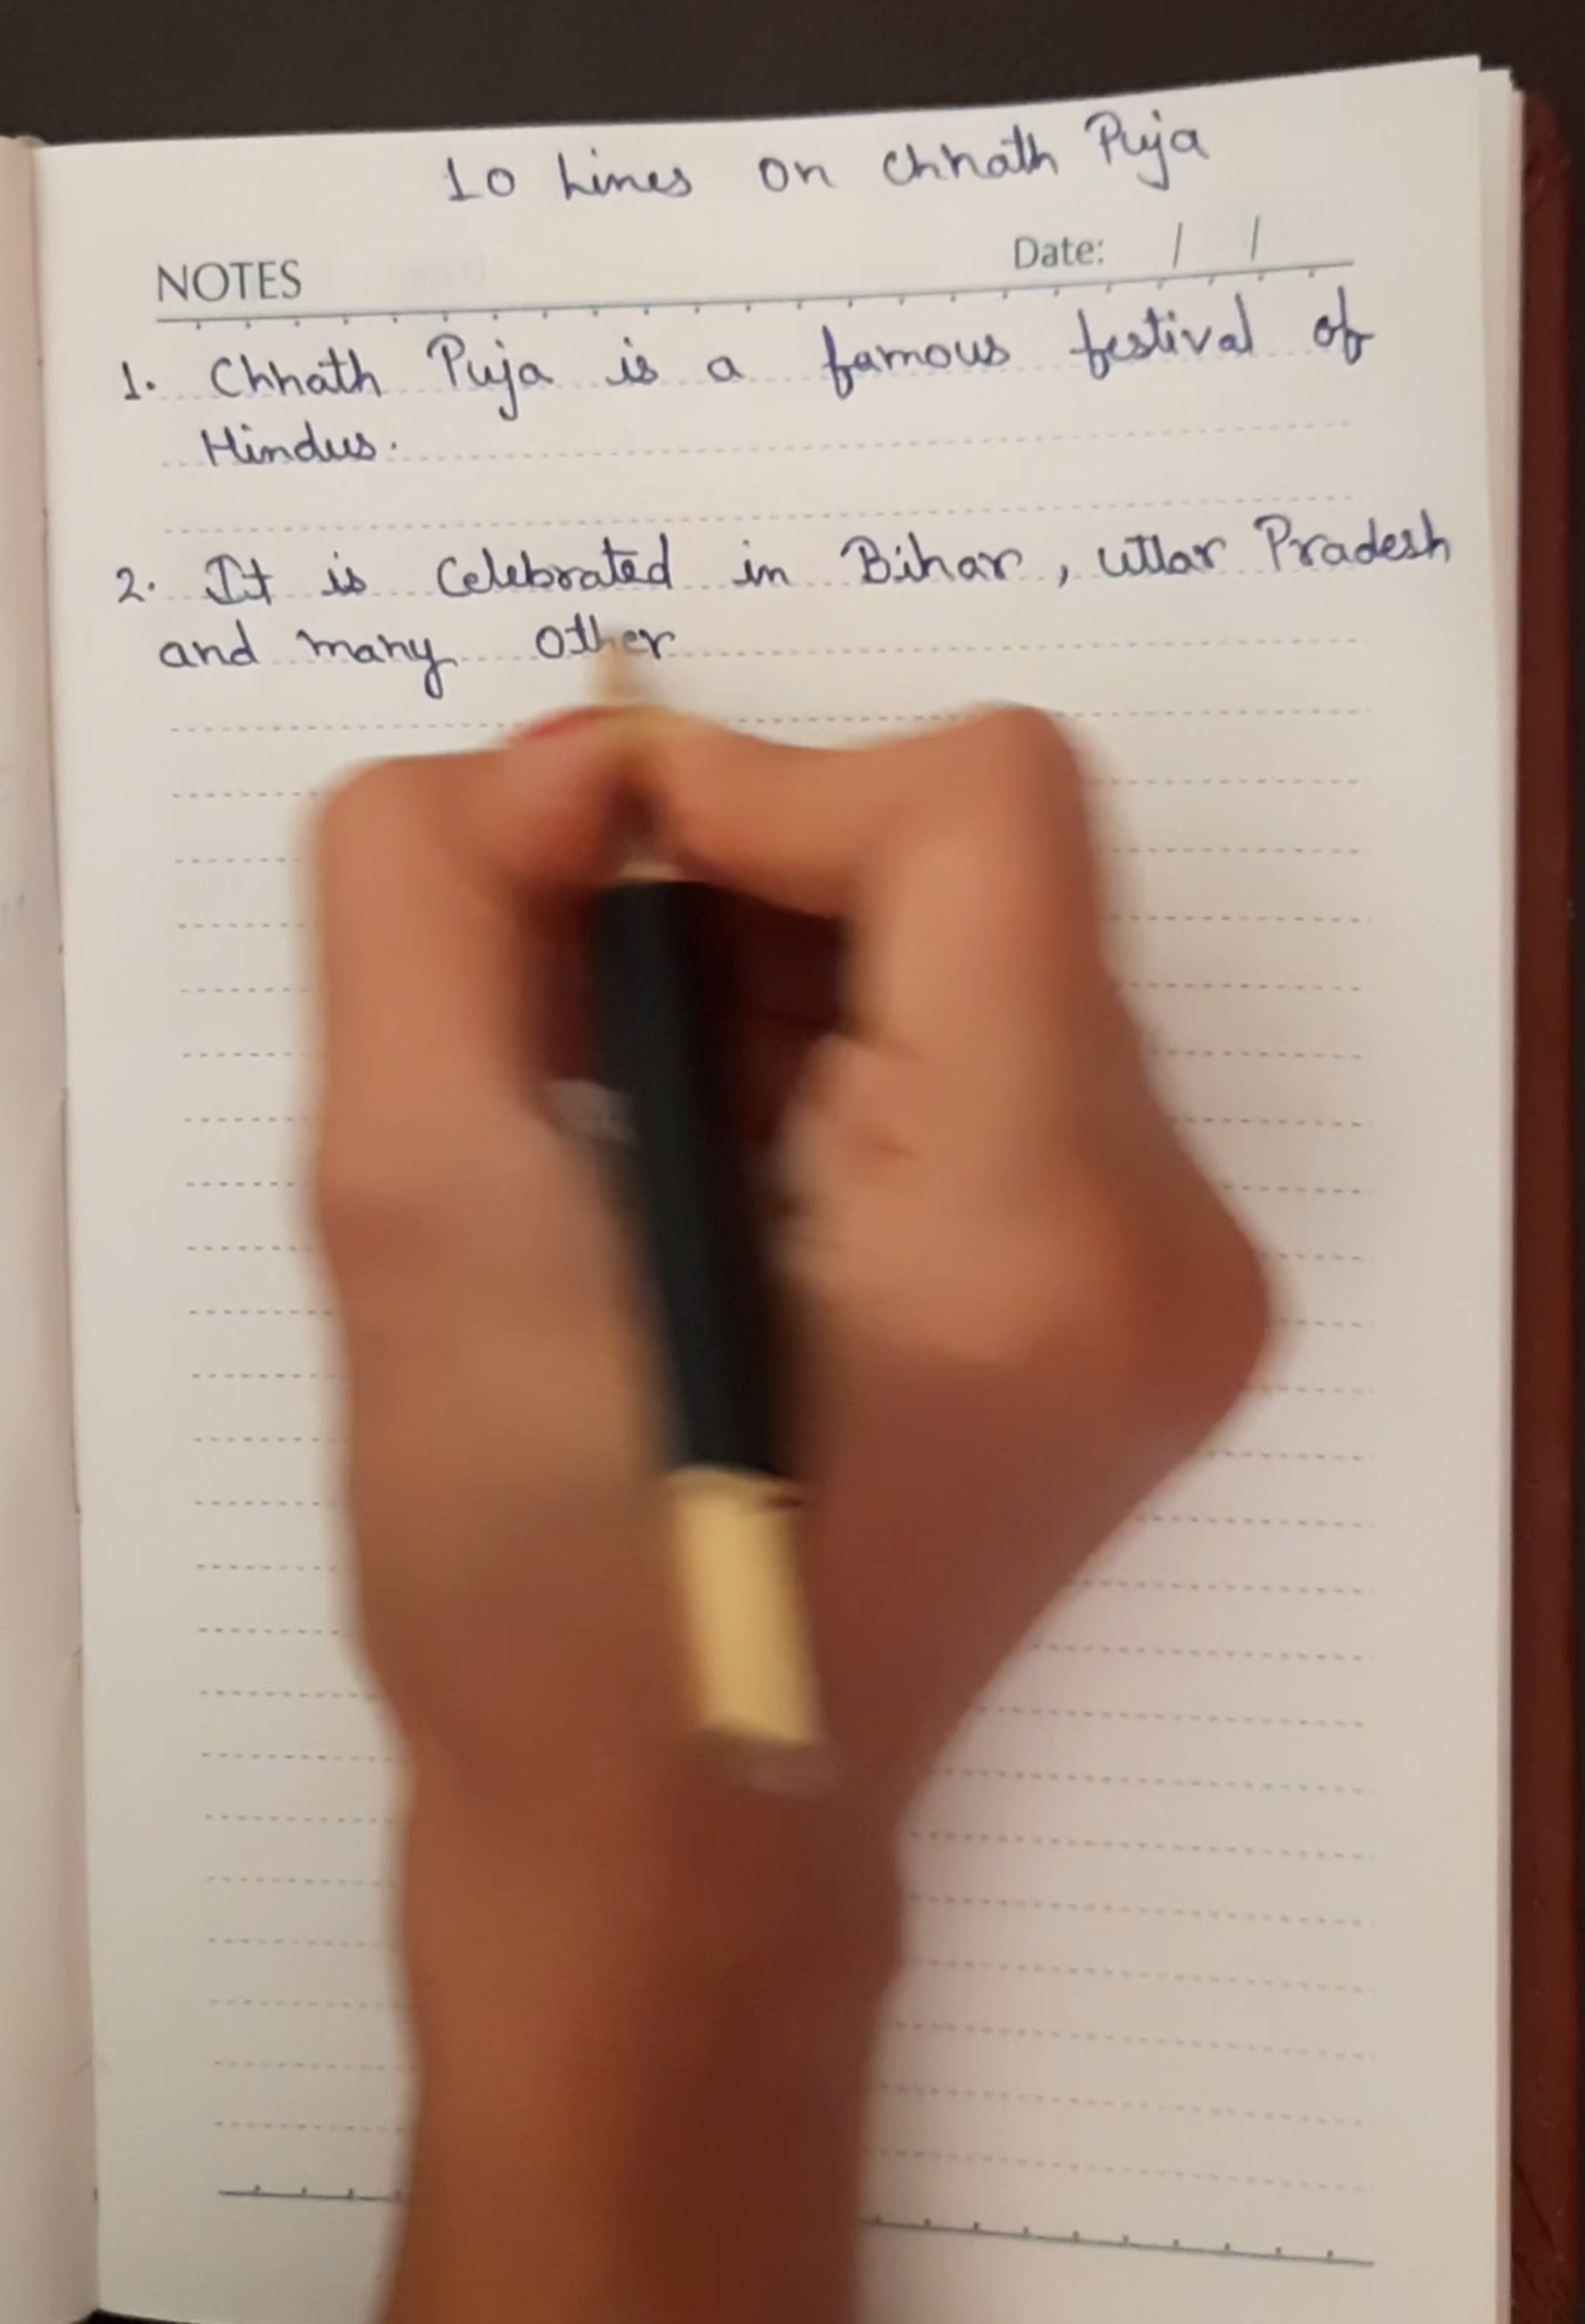 10 Lines on Chhath Puja
NOTES Date: / /
1. Chhath Puja is a famous festival of
Hindus.
2. It is Celebrated in Bihar, uttar Pradesh
and many other